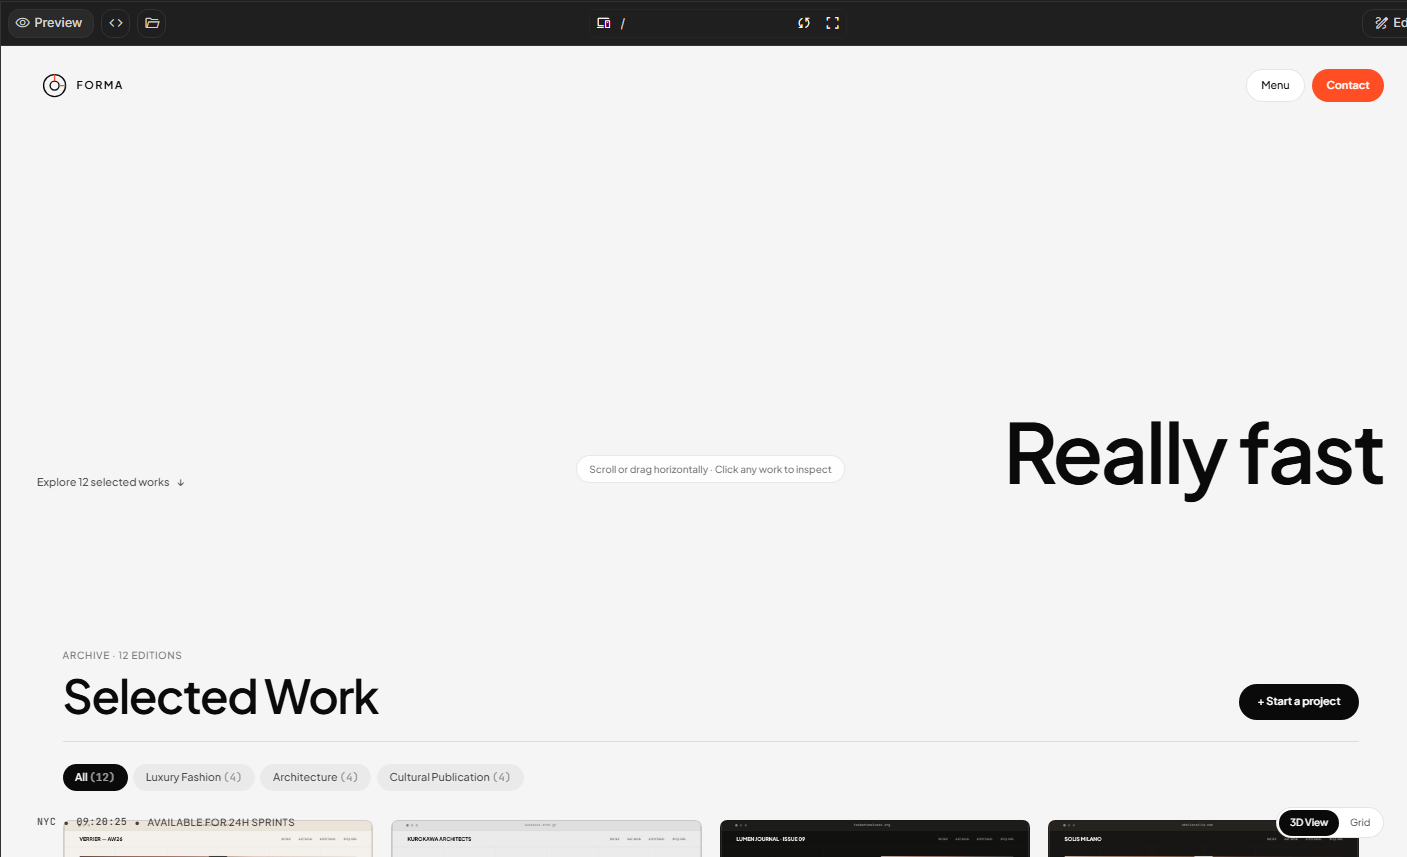 Preview
/
Ed
FORMA
Menu
Contact
Really fast
Scroll or drag horizontally · Click any work to inspect
Explore 12 selected works ↓
ARCHIVE · 12 EDITIONS
Selected Work
+ Start a project
All (12)
Luxury Fashion (4)
Architecture (4)
Cultural Publication (4)
NYC • 09:20:25 • AVAILABLE FOR 24H SPRINTS
3D View
Grid
VERRIER — AW26
KUROKAWA ARCHITECTS
LUMEN JOURNAL · ISSUE 09
SOLIS MILANO